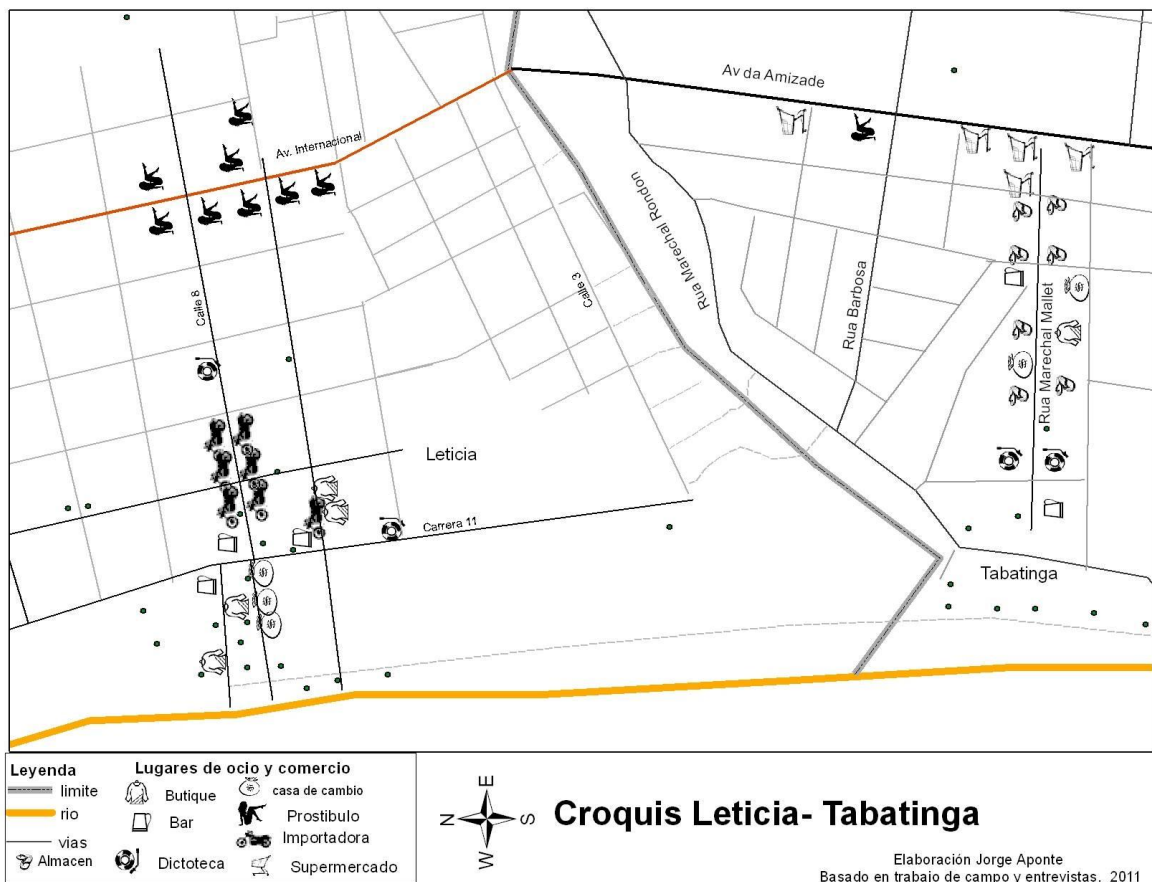 Av da Amizade
Av. Internacional
Rua Marechal Rondon
Calle 3
Rua Barbosa
Calle 8
Rua Marechal Mallet
Leticia
Carrera 11
Tabatinga
Leyenda
limite
rio
vias
Almacen
Lugares de ocio y comercio
Butique
casa de cambio
Bar
Prostibulo
Importadora
Dictoteca
Supermercado
E
N
S
W
Croquis Leticia- Tabatinga
Elaboración Jorge Aponte
Basado en trabajo de campo y entrevistas, 2011